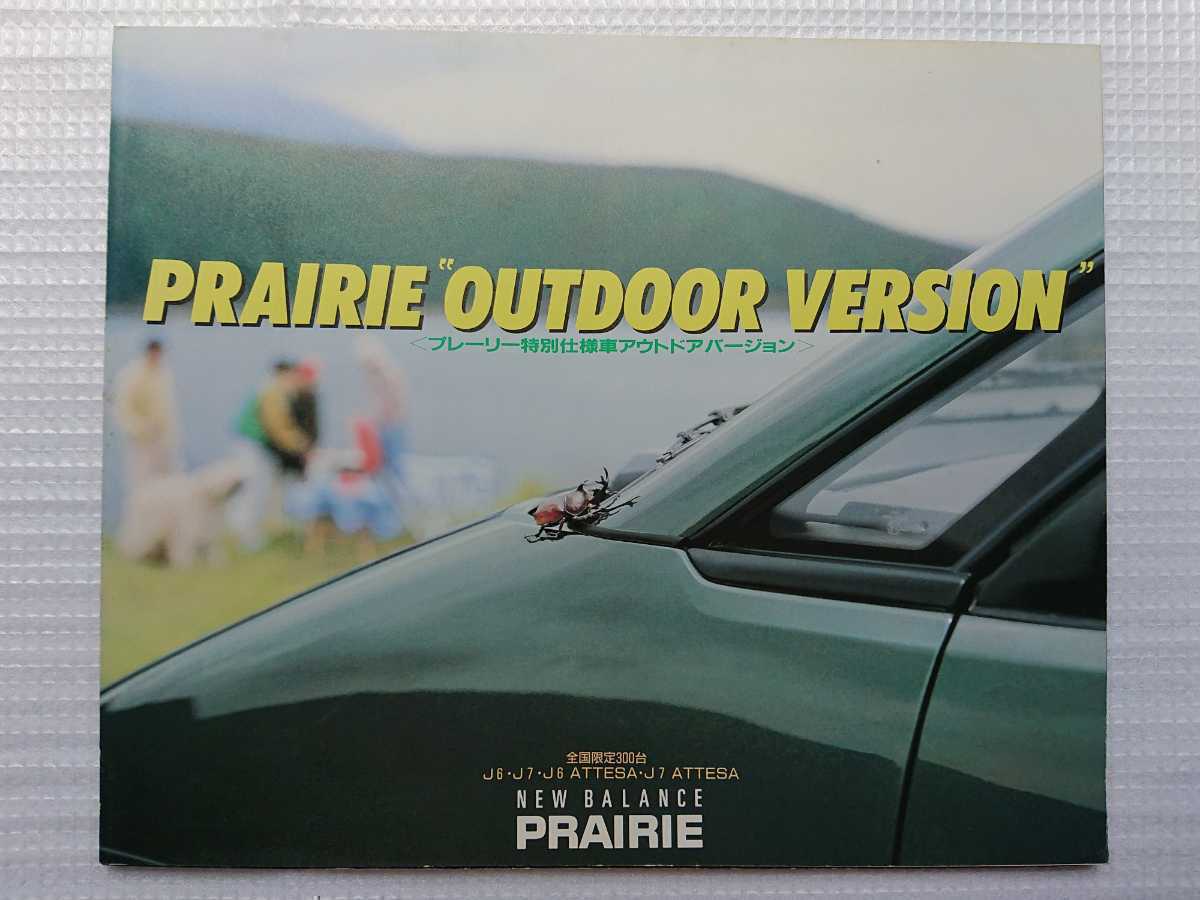 PRAIRIE “OUTDOOR VERSION”
<プレーリー特別仕様車アウトドアバージョン>
全国限定300台
J6・J7・J6 ATTESA・J7 ATTESA
NEW BALANCE
PRAIRIE